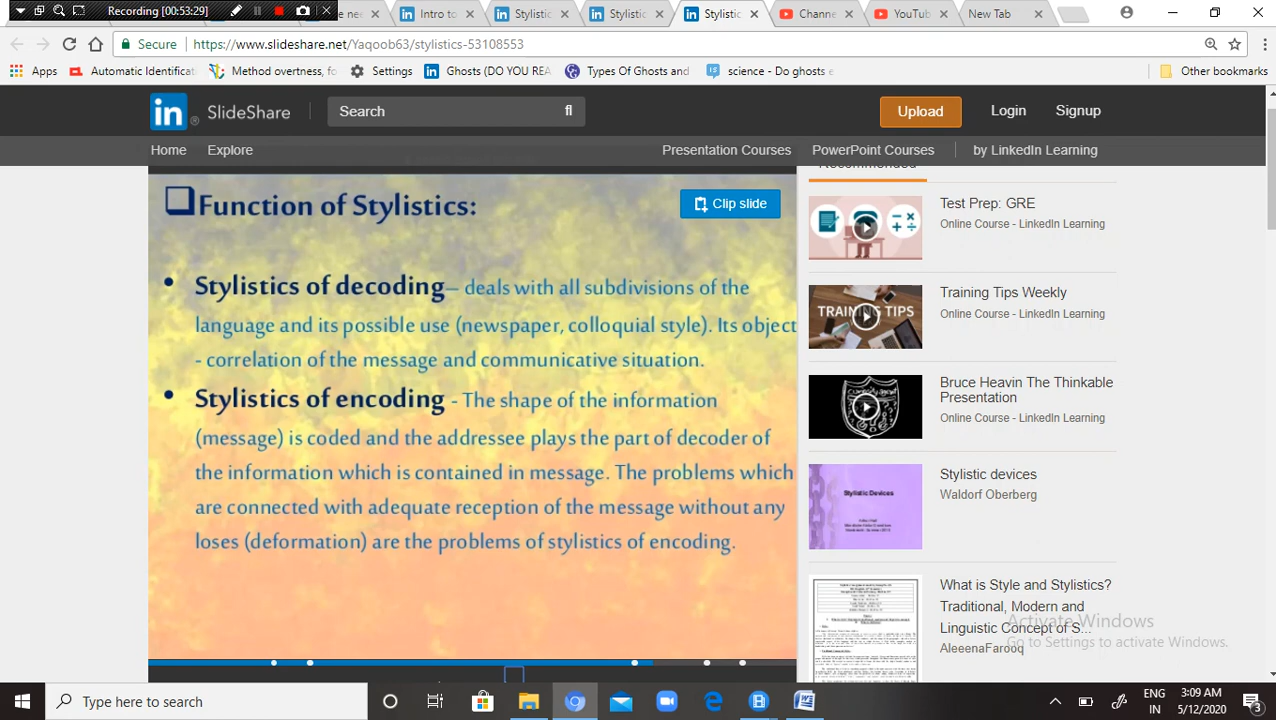 Recording [00:53:29]
Intro to
Stylistic
Stylistic
Stylistic
Channe
YouTub
New Tab
Secure
https://www.slideshare.net/Yaqoob63/stylistics-53108553
Apps
Automatic Identificat
Method overtness, fo
Settings
Ghosts (DO YOU REA
Types Of Ghosts and
science - Do ghosts e
Other bookmarks
in SlideShare
Search
Upload
Login
Signup
Home
Explore
Presentation Courses
PowerPoint Courses
by LinkedIn Learning
Function of Stylistics:
Clip slide
• Stylistics of decoding– deals with all subdivisions of the
language and its possible use (newspaper, colloquial style). Its object
- correlation of the message and communicative situation.
• Stylistics of encoding - The shape of the information
(message) is coded and the addressee plays the part of decoder of
the information which is contained in message. The problems which
are connected with adequate reception of the message without any
loses (deformation) are the problems of stylistics of encoding.
Recommended
Test Prep: GRE
Online Course - LinkedIn Learning
TRAINING TIPS
Training Tips Weekly
Online Course - LinkedIn Learning
Bruce Heavin The Thinkable
Presentation
Online Course - LinkedIn Learning
Stylistic Devices
Stylistic devices
Waldorf Oberberg
What is Style and Stylistics?
Traditional, Modern and
Linguistic Concept of S
AleenaFarooq
Activate Windows
to Settings to activate Windows.
Type here to search
ENG
IN
3:09 AM
5/12/2020
3